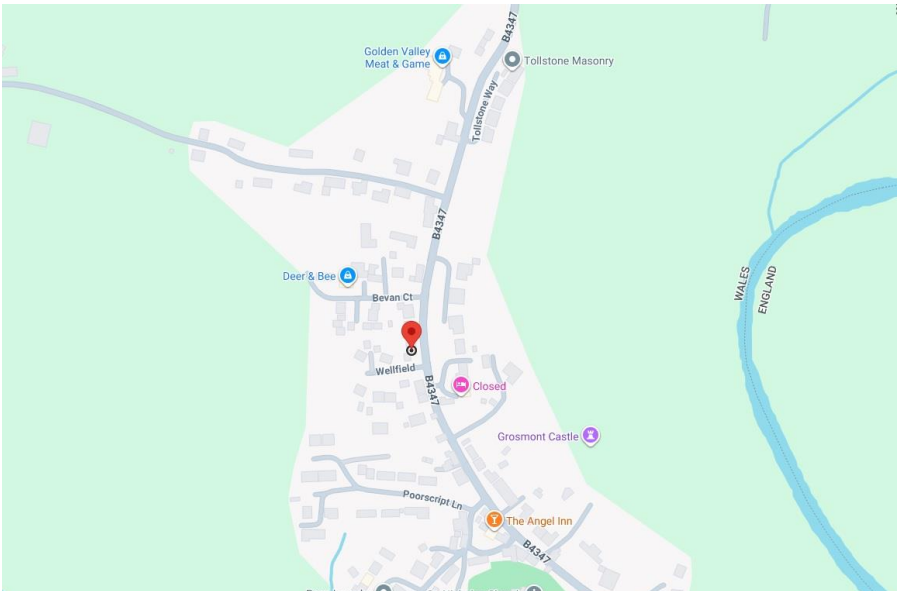 B4347
Golden Valley
Meat & Game
Tollstone Masonry
Tollstone Way
B4347
WALES
ENGLAND
Deer & Bee
Bevan Ct
Wellfield
B4347
Closed
Grosmont Castle
Poorscript Ln
The Angel Inn
B4347